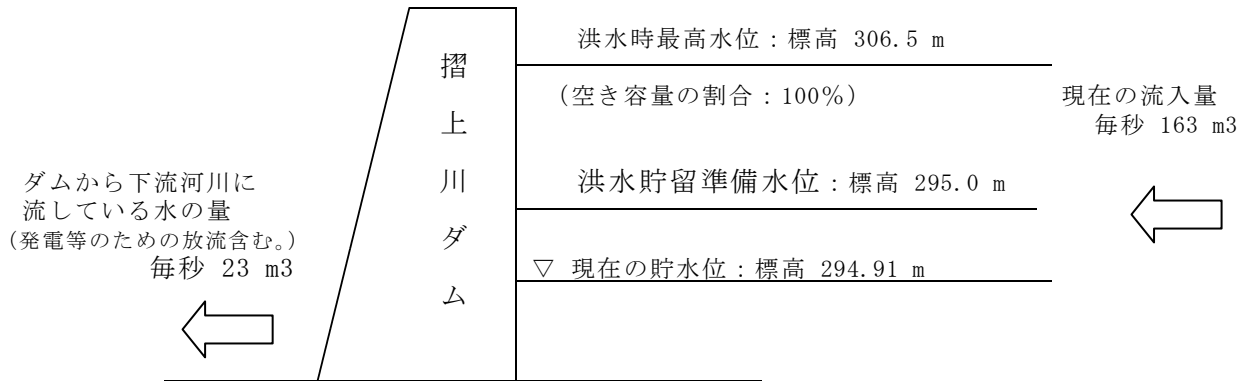 洪水時最高水位:標高 306.5 m
(空き容量の割合:100%)
現在の流入量
毎秒 163 m3
摺上川ダム
ダムから下流河川に
流している水の量
(発電等のための放流含む。)
毎秒 23 m3
洪水貯留準備水位:標高 295.0 m
▽ 現在の貯水位:標高 294.91 m